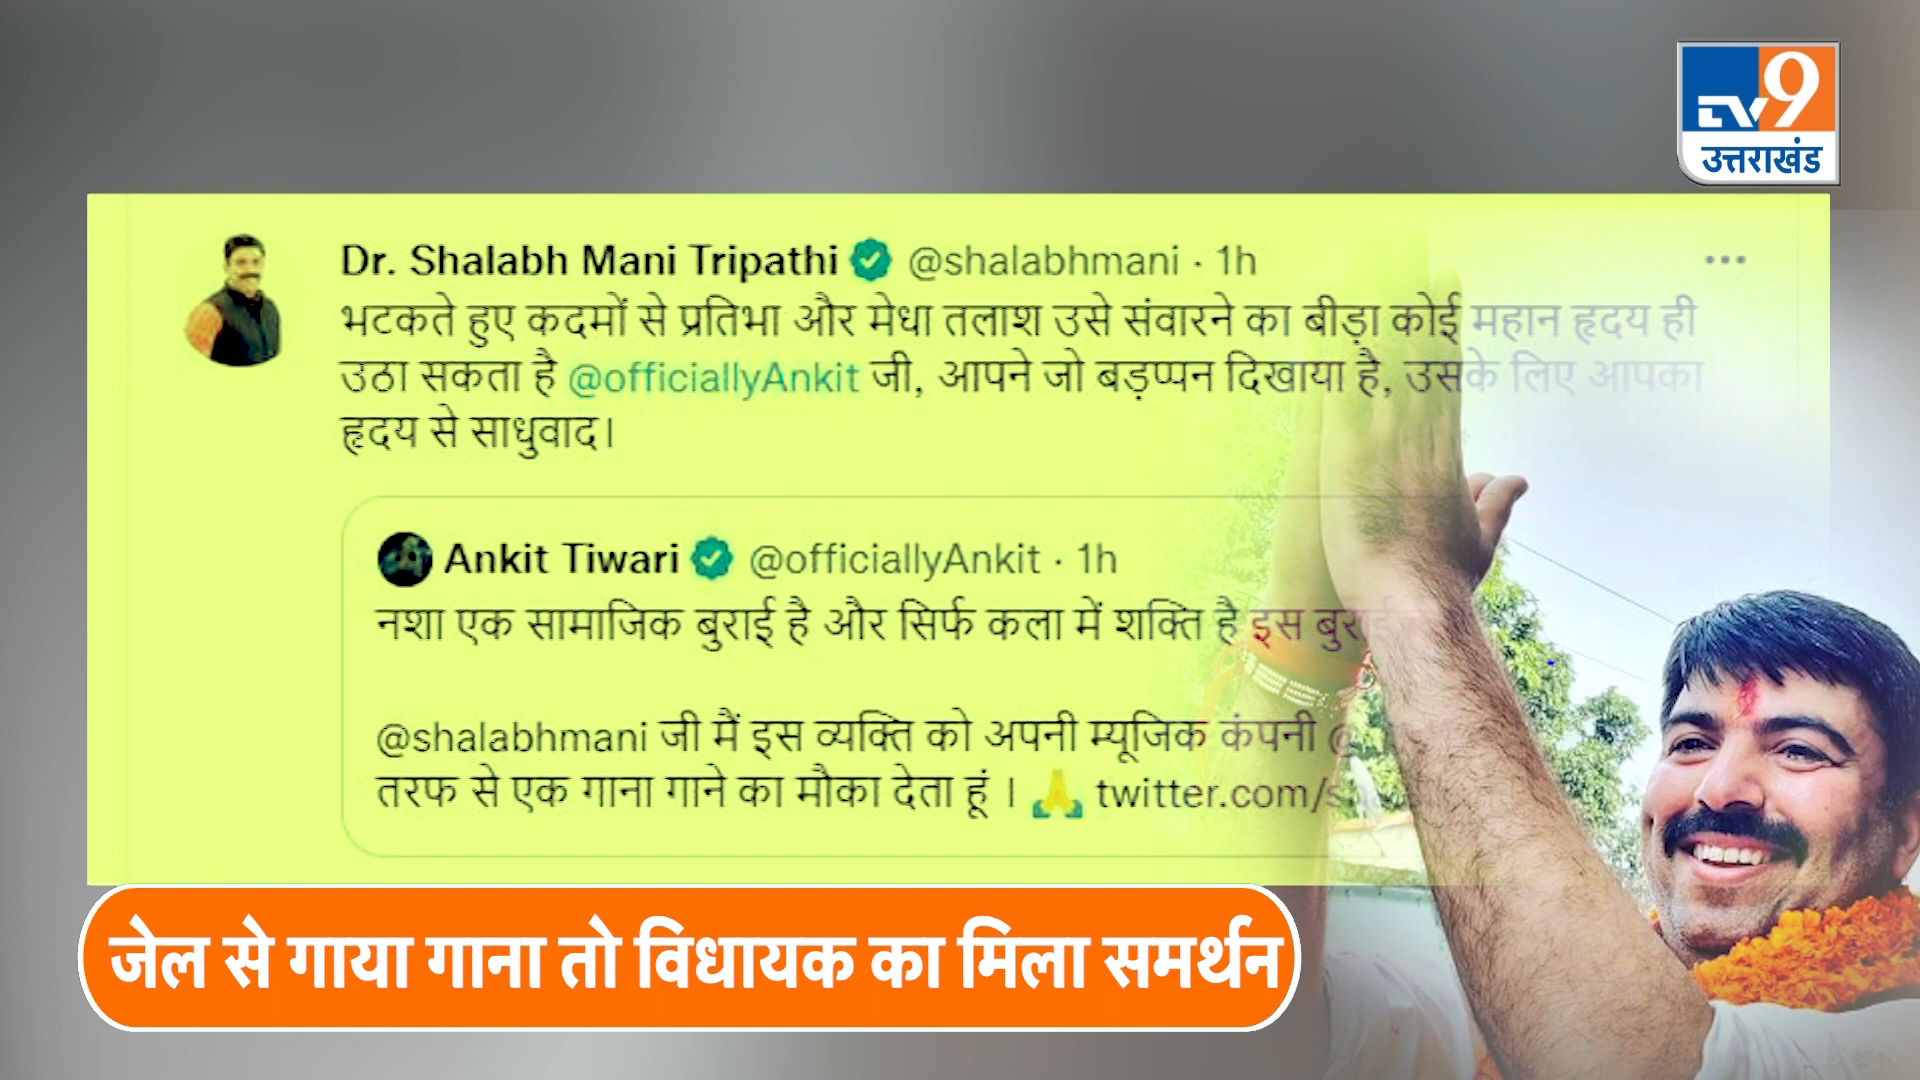 TV9
उत्तराखंड
Dr. Shalabh Mani Tripathi @shalabhmani · 1h
भटकते हुए कदमों से प्रतिभा और मेधा तलाश उसे संवारने का बीड़ा कोई महान हृदय ही
उठा सकता है @officiallyAnkit जी, आपने जो बड़प्पन दिखाया है, उसके लिए आपका
हृदय से साधुवाद।
Ankit Tiwari @officiallyAnkit · 1h
नशा एक सामाजिक बुराई है और सिर्फ कला में शक्ति है इस बुराई
@shalabhmani जी मैं इस व्यक्ति को अपनी म्यूजिक कंपनी
तरफ से एक गाना गाने का मौका देता हूं । 🙏 twitter.com/
जेल से गाया गाना तो विधायक का मिला समर्थन